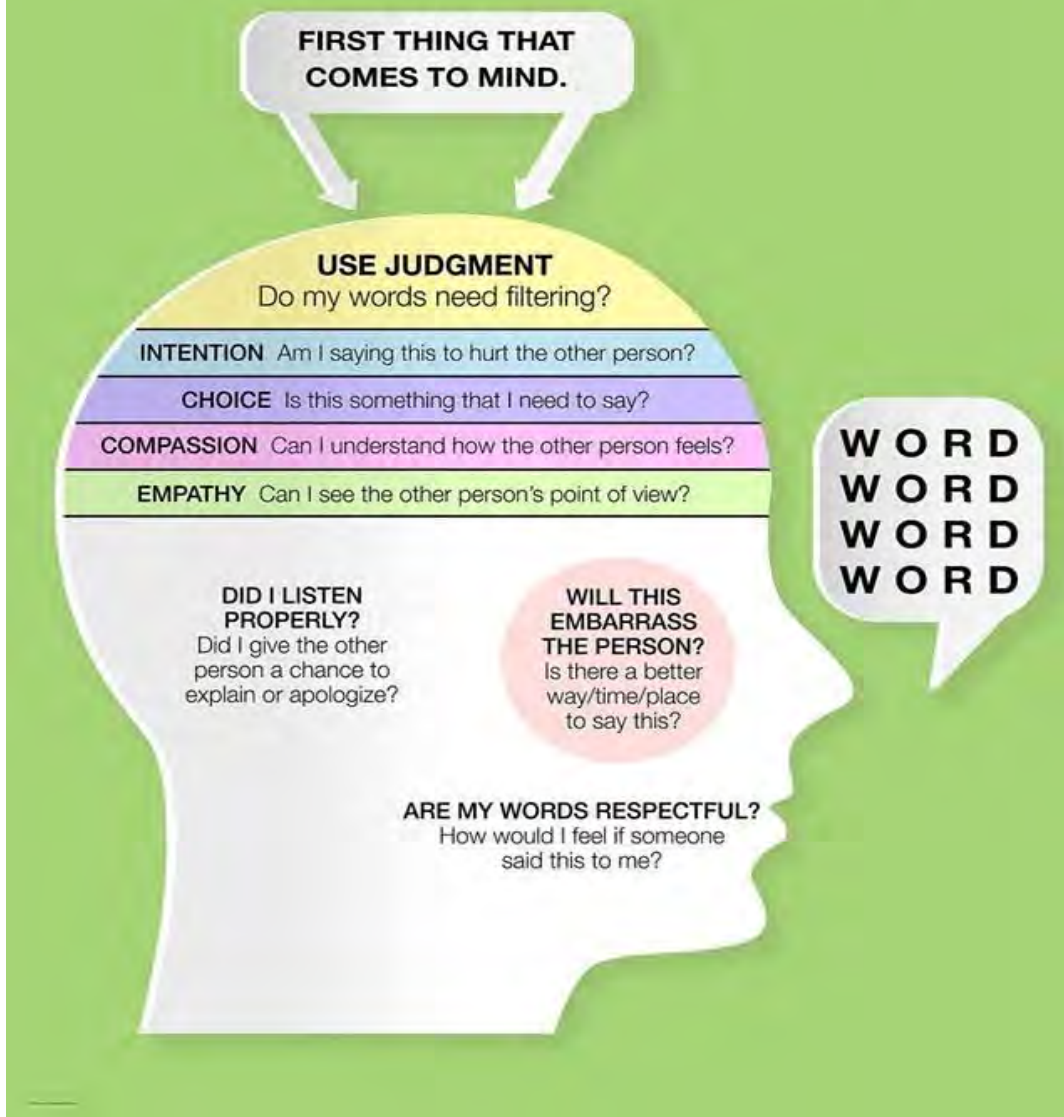 FIRST THING THAT
COMES TO MIND.
USE JUDGMENT
Do my words need filtering?
INTENTION Am I saying this to hurt the other person?
CHOICE Is this something that I need to say?
COMPASSION Can I understand how the other person feels?
EMPATHY Can I see the other person's point of view?
DID I LISTEN
PROPERLY?
Did I give the other
person a chance to
explain or apologize?
WILL THIS
EMBARRASS
THE PERSON?
Is there a better
way/time/place
to say this?
ARE MY WORDS RESPECTFUL?
How would I feel if someone
said this to me?
WORD
WORD
WORD
WORD